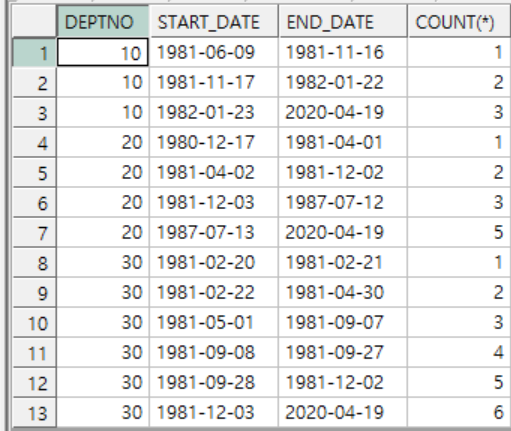 DEPTNO START_DATE END_DATE COUNT(*)
1 10 1981-06-09 1981-11-16 1
2 10 1981-11-17 1982-01-22 2
3 10 1982-01-23 2020-04-19 3
4 20 1980-12-17 1981-04-01 1
5 20 1981-04-02 1981-12-02 2
6 20 1981-12-03 1987-07-12 3
7 20 1987-07-13 2020-04-19 5
8 30 1981-02-20 1981-02-21 1
9 30 1981-02-22 1981-04-30 2
10 30 1981-05-01 1981-09-07 3
11 30 1981-09-08 1981-09-27 4
12 30 1981-09-28 1981-12-02 5
13 30 1981-12-03 2020-04-19 6